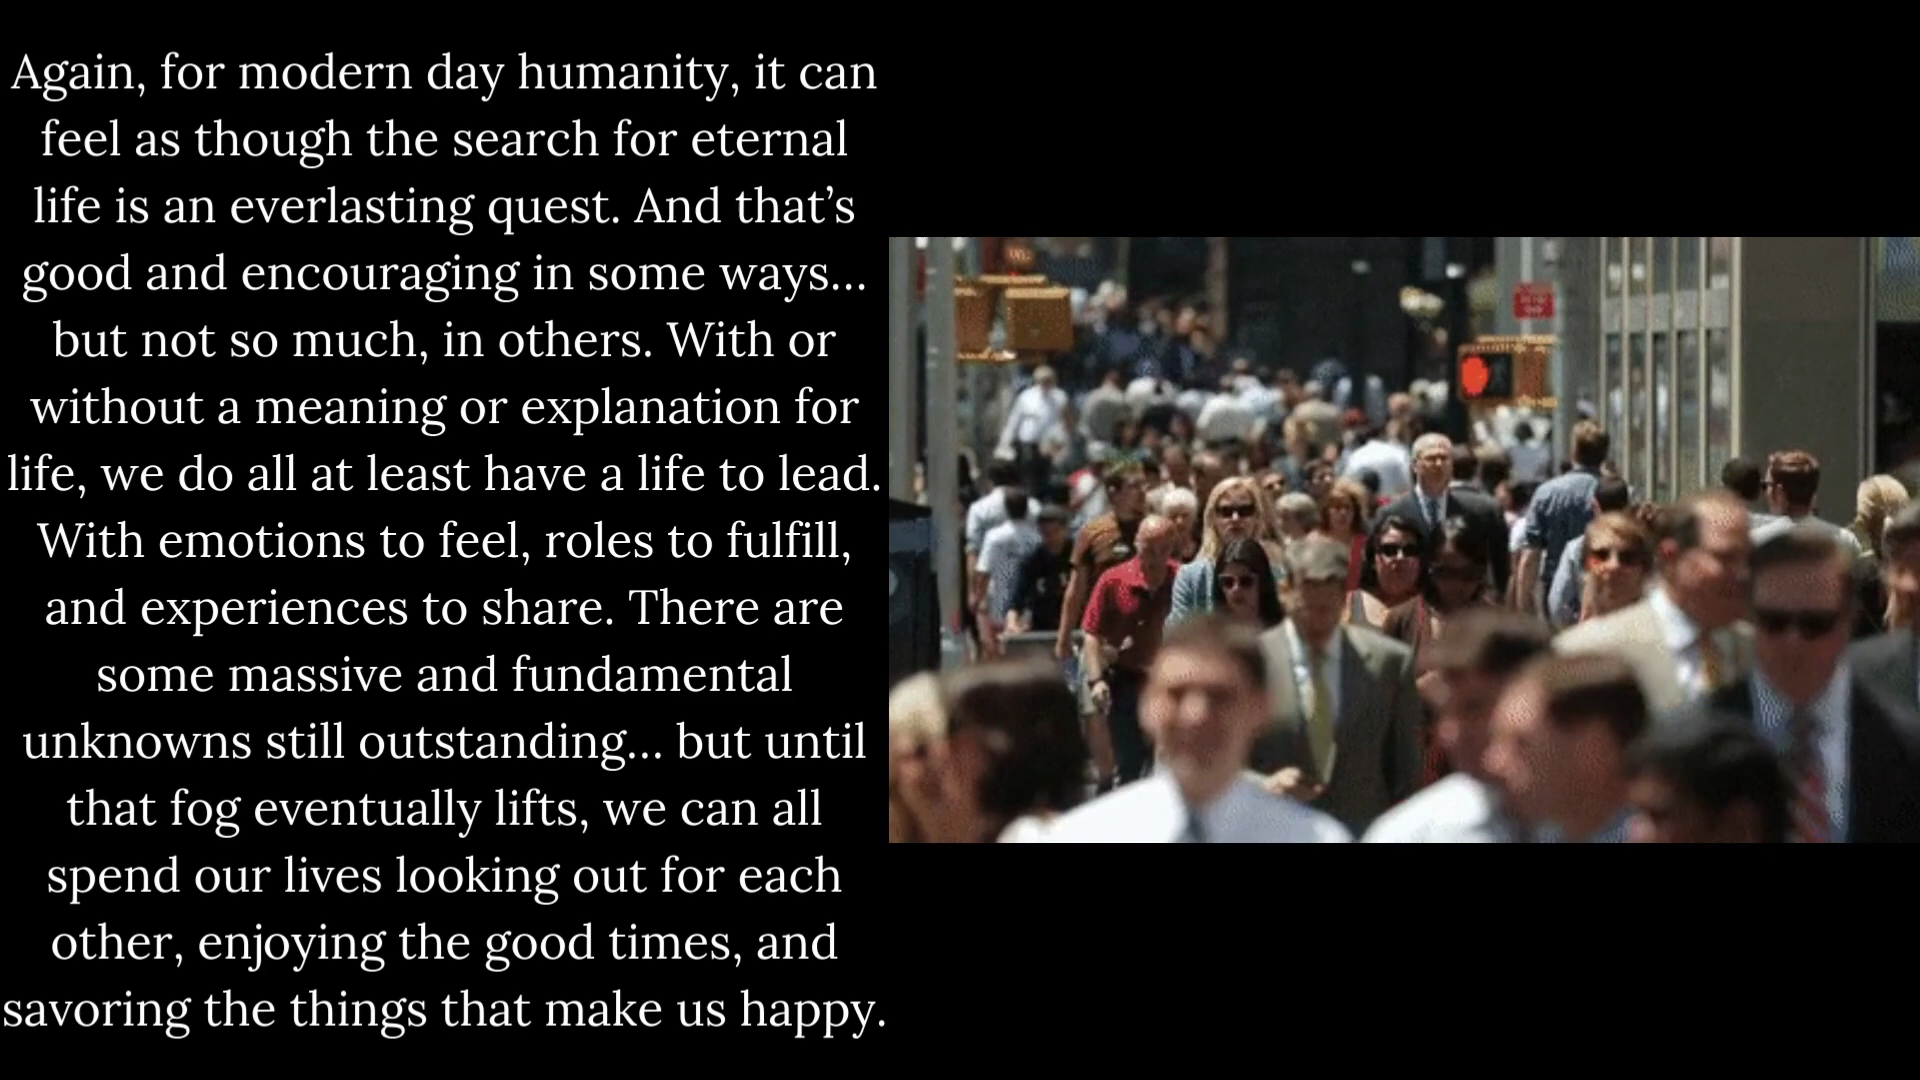 Again, for modern day humanity, it can
feel as though the search for eternal
life is an everlasting quest. And that’s
good and encouraging in some ways...
but not so much, in others. With or
without a meaning or explanation for
life, we do all at least have a life to lead.
With emotions to feel, roles to fulfill,
and experiences to share. There are
some massive and fundamental
unknowns still outstanding... but until
that fog eventually lifts, we can all
spend our lives looking out for each
other, enjoying the good times, and
savoring the things that make us happy.